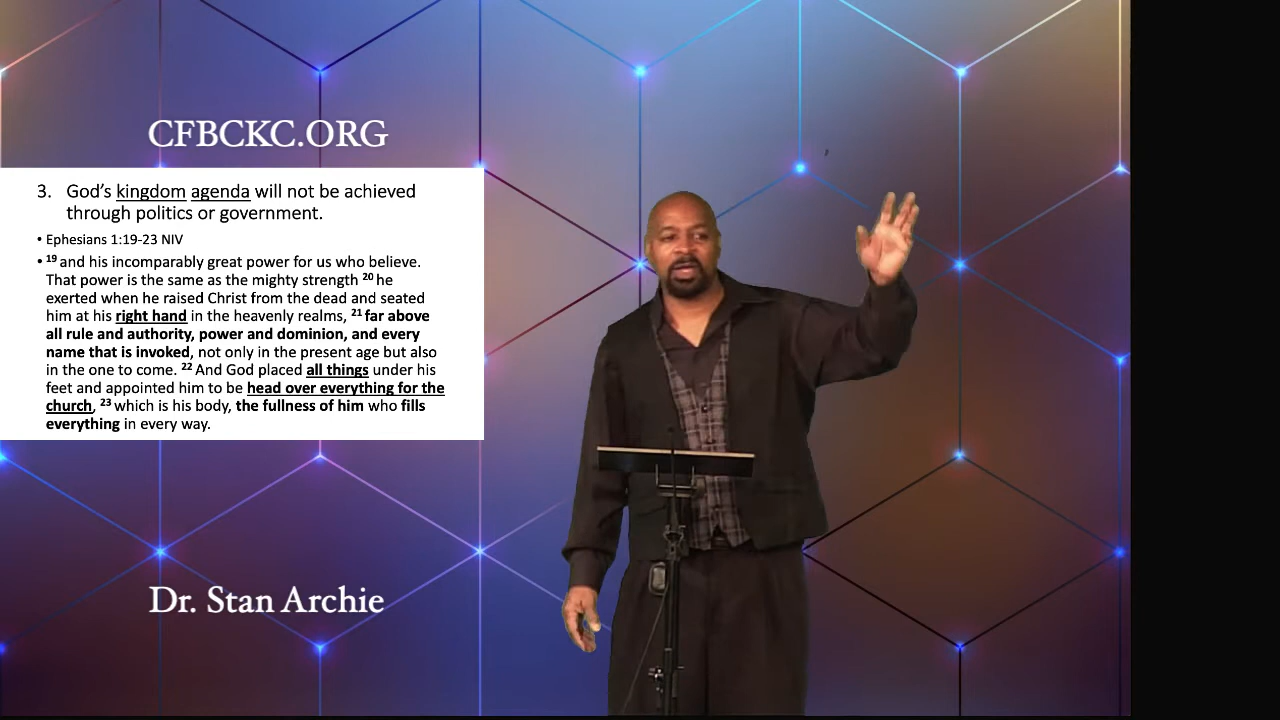 CFBCKC.ORG
3. God's kingdom agenda will not be achieved
through politics or government.
• Ephesians 1:19-23 NIV
• 19 and his incomparably great power for us who believe.
That power is the same as the mighty strength 20 he
exerted when he raised Christ from the dead and seated
him at his right hand in the heavenly realms, 21 far above
all rule and authority, power and dominion, and every
name that is invoked, not only in the present age but also
in the one to come. 22 And God placed all things under his
feet and appointed him to be head over everything for the
church, 23 which is his body, the fullness of him who fills
everything in every way.
Dr. Stan Archie